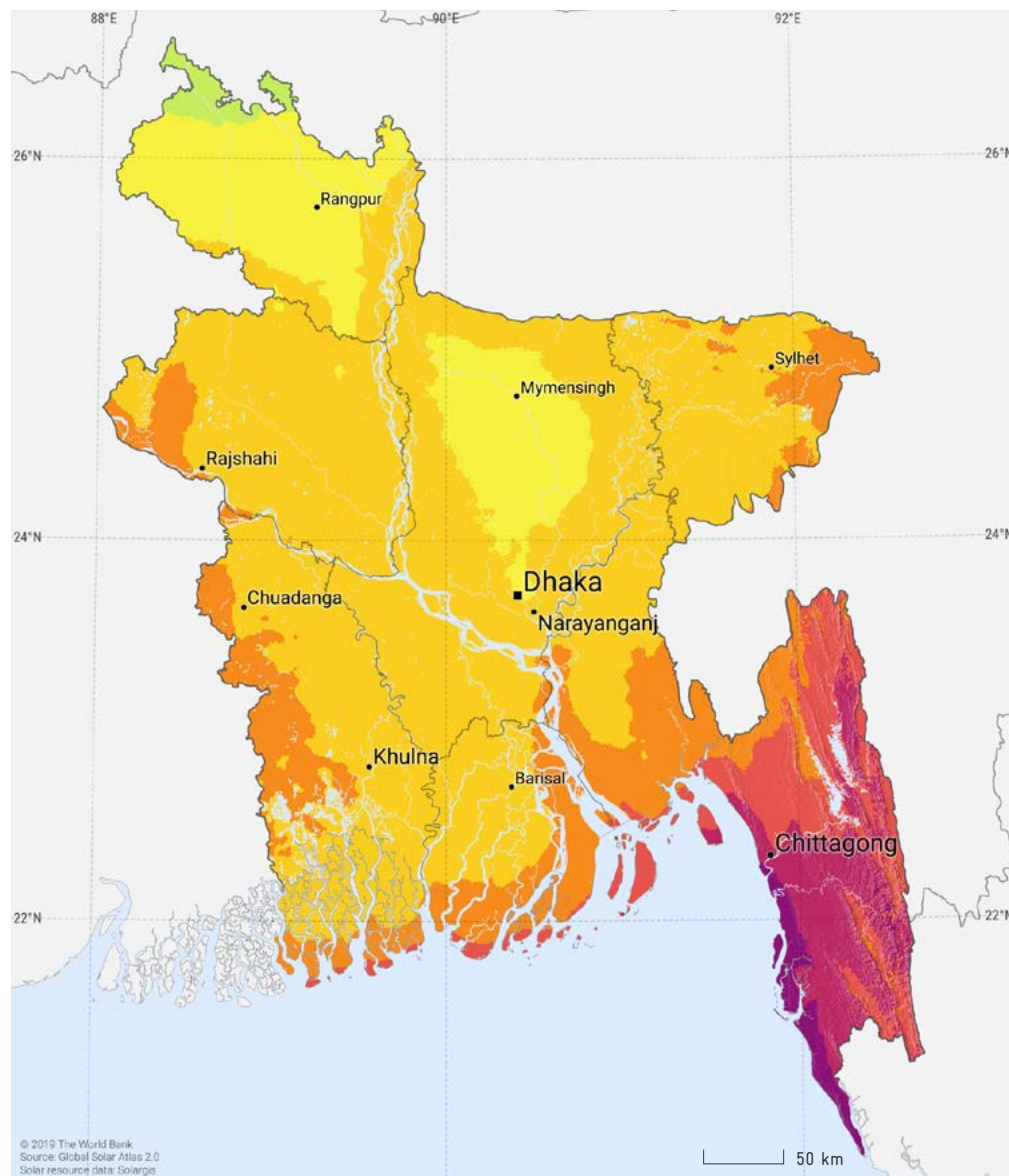 88°E 90°E 92°E
26°N 26°N
Rangpur
Sylhet
Mymensingh
Rajshahi
24°N 24°N
Dhaka
Chuadanga
Narayanganj
Khulna
Barisal
Chittagong
22°N 22°N
© 2019 The World Bank
Source: Global Solar Atlas 2.0
Solar resource data: Solargis
50 km